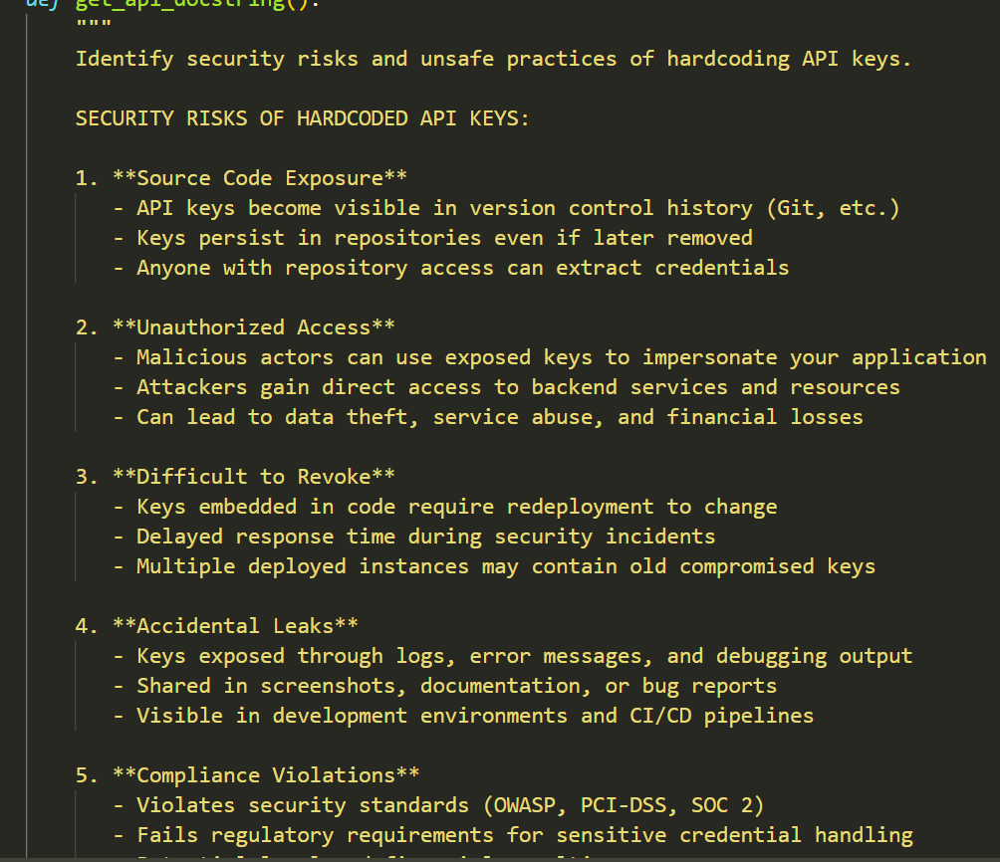 def get_api_docstring():
"""
Identify security risks and unsafe practices of hardcoding API keys.
SECURITY RISKS OF HARDCODED API KEYS:
1. **Source Code Exposure**
- API keys become visible in version control history (Git, etc.)
- Keys persist in repositories even if later removed
- Anyone with repository access can extract credentials
2. **Unauthorized Access**
- Malicious actors can use exposed keys to impersonate your application
- Attackers gain direct access to backend services and resources
- Can lead to data theft, service abuse, and financial losses
3. **Difficult to Revoke**
- Keys embedded in code require redeployment to change
- Delayed response time during security incidents
- Multiple deployed instances may contain old compromised keys
4. **Accidental Leaks**
- Keys exposed through logs, error messages, and debugging output
- Shared in screenshots, documentation, or bug reports
- Visible in development environments and CI/CD pipelines
5. **Compliance Violations**
- Violates security standards (OWASP, PCI-DSS, SOC 2)
- Fails regulatory requirements for sensitive credential handling